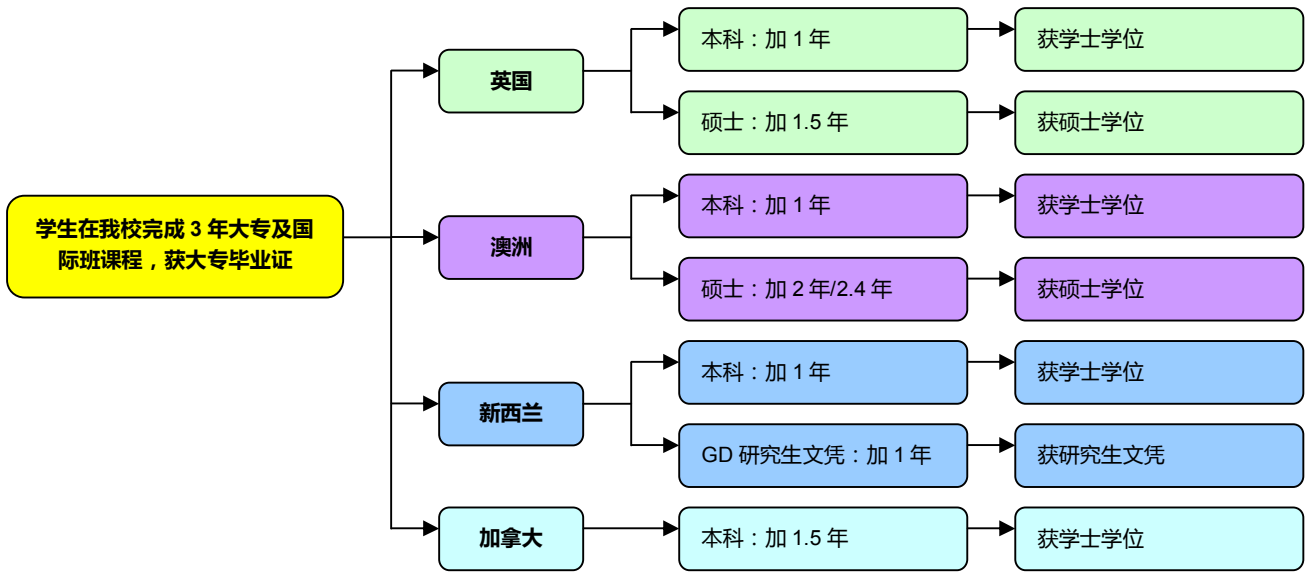 学生在我校完成 3 年大专及国
际班课程，获大专毕业证
英国
本科：加 1 年
获学士学位
硕士：加 1.5 年
获硕士学位
澳洲
本科：加 1 年
获学士学位
硕士：加 2 年/2.4 年
获硕士学位
新西兰
本科：加 1 年
获学士学位
GD 研究生文凭：加 1 年
获研究生文凭
加拿大
本科：加 1.5 年
获学士学位